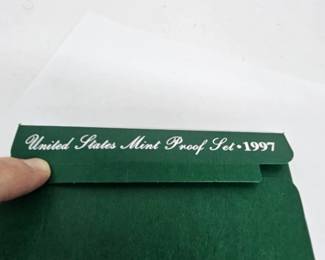 United States Mint Proof Set • 1997